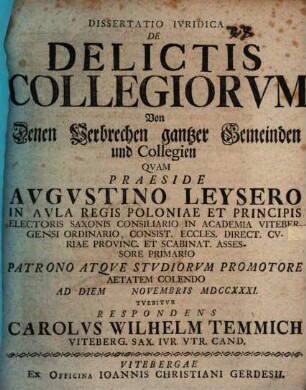 DISSERTATIO IVRIDICA
DE
DELICTIS
COLLEGIORVM
Von
Denen Verbrechen gantzer Gemeinden
und Collegien
QVAM
PRAESIDE
AVGVSTINO LEYSERO
IN AVLA REGIS POLONIAE ET PRINCIPIS
ELECTORIS SAXONIS CONSILIARIO IN ACADEMIA VITEBER-
GENSI ORDINARIO, CONSIST. ECCLES. DIRECT. CV-
RIAE PROVINC. ET SCABINAT. ASSES-
SORE PRIMARIO
PATRONO ATQVE STVDIORVM PROMOTORE
AETATEM COLENDO
AD DIEM NOVEMBRIS MDCCXXXI.
TVEBITVR
RESPONDENS
CAROLVS WILHELM TEMMICH
VITEBERG. SAX. IVR. VTR. CAND.
VITEBERGAE
EX OFFICINA IOANNIS CHRISTIANI GERDESII.